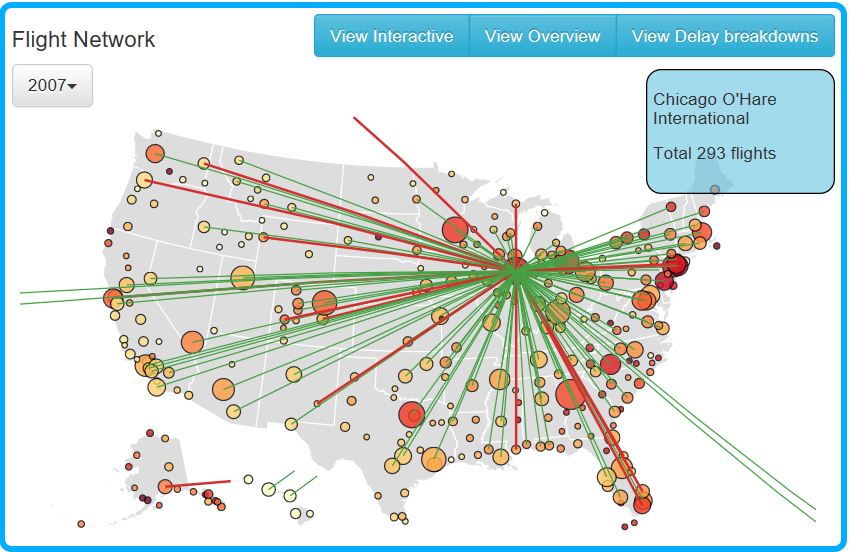 Flight Network
View Interactive View Overview View Delay breakdowns
2007
Chicago O'Hare
International
Total 293 flights